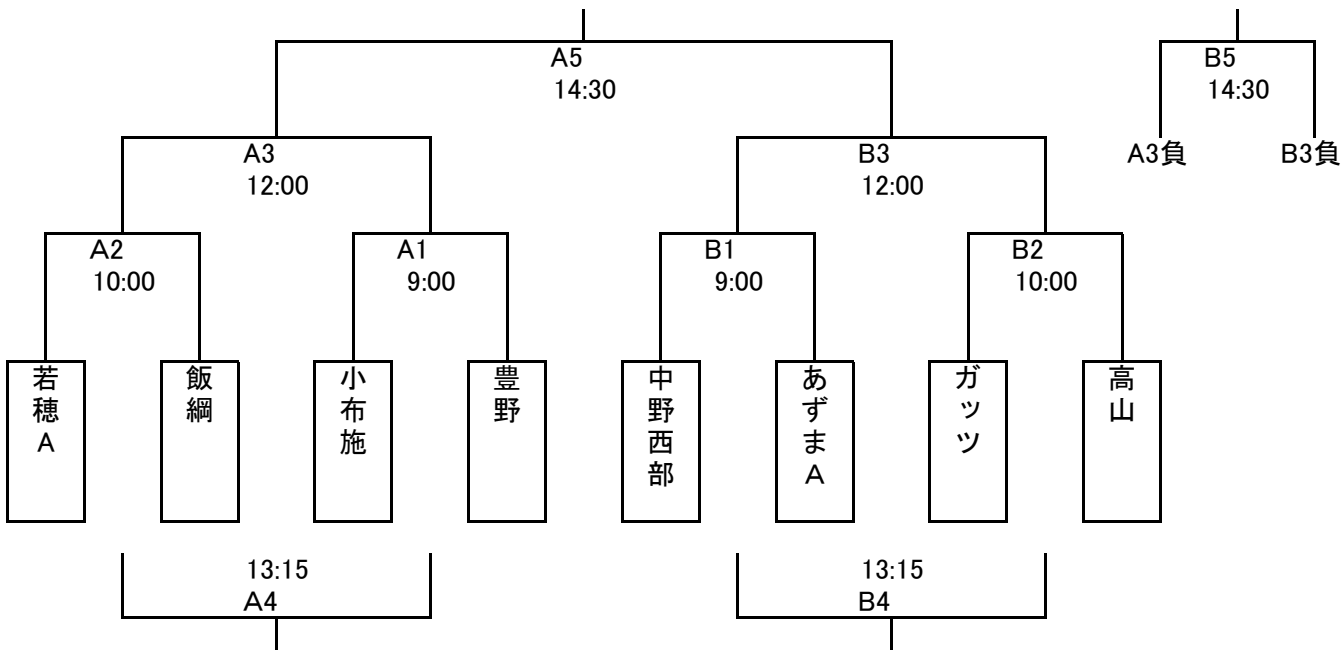 A5
14:30
B5
14:30
A3
12:00
B3
12:00
A3負
B3負
A2
10:00
A1
9:00
B1
9:00
B2
10:00
若穂A
飯綱
小布施
豊野
中野西部
あずまA
ガッツ
高山
13:15
A4
13:15
B4